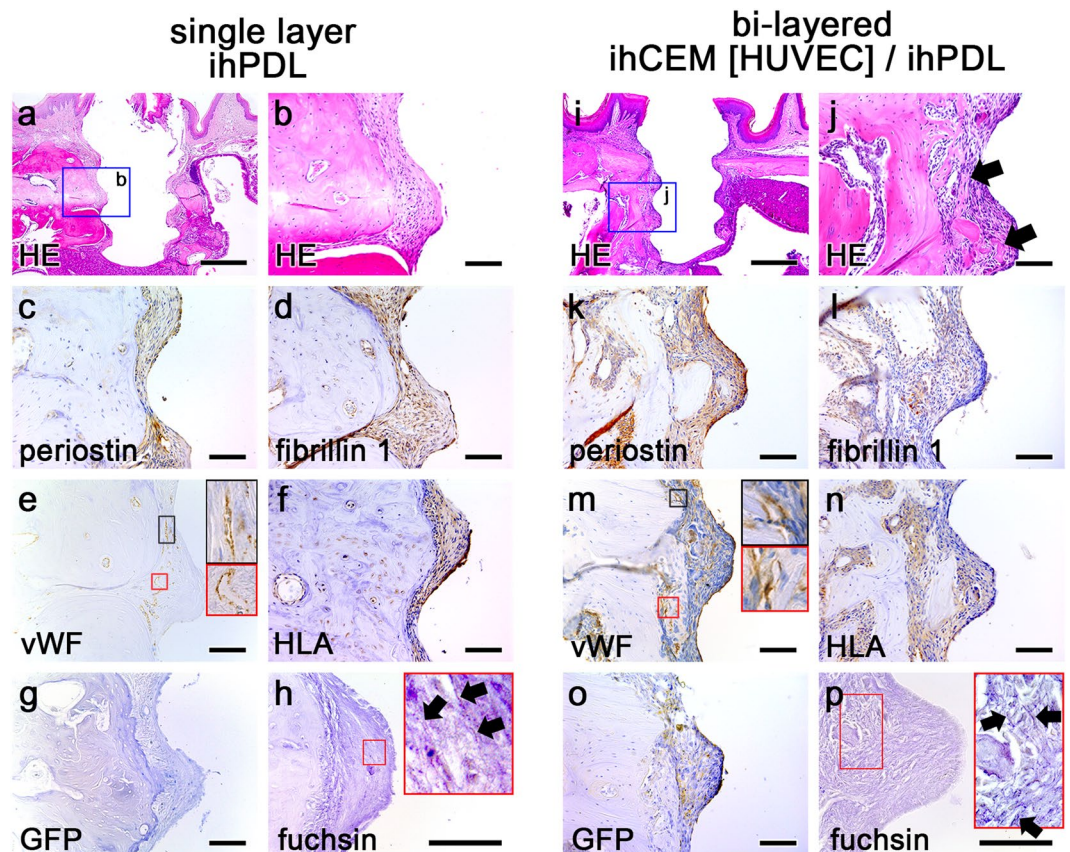 single layer
ihPDL
bi-layered
ihCEM [HUVEC] / ihPDL
a
b
HE
b
HE
i
j
HE
j
HE
c
periostin
d
fibrillin 1
k
periostin
l
fibrillin 1
e
vWF
f
HLA
m
vWF
n
HLA
g
GFP
h
fuchsin
o
GFP
p
fuchsin